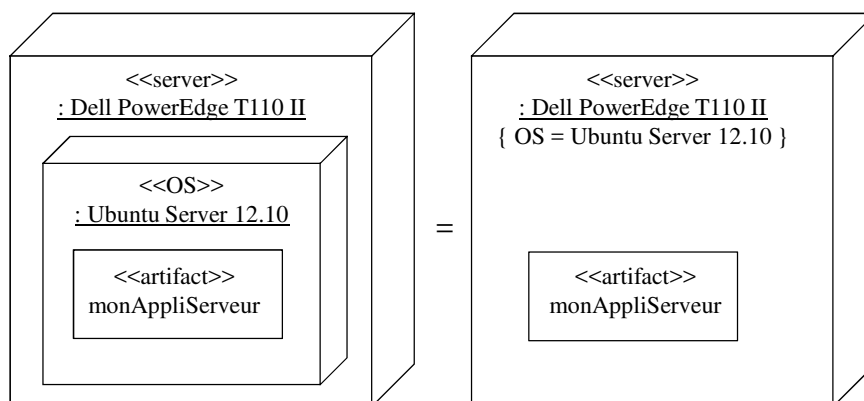 <<server>>
: Dell PowerEdge T110 II
<<OS>>
: Ubuntu Server 12.10
<<artifact>>
monAppliServeur
=
<<server>>
: Dell PowerEdge T110 II
{ OS = Ubuntu Server 12.10 }
<<artifact>>
monAppliServeur